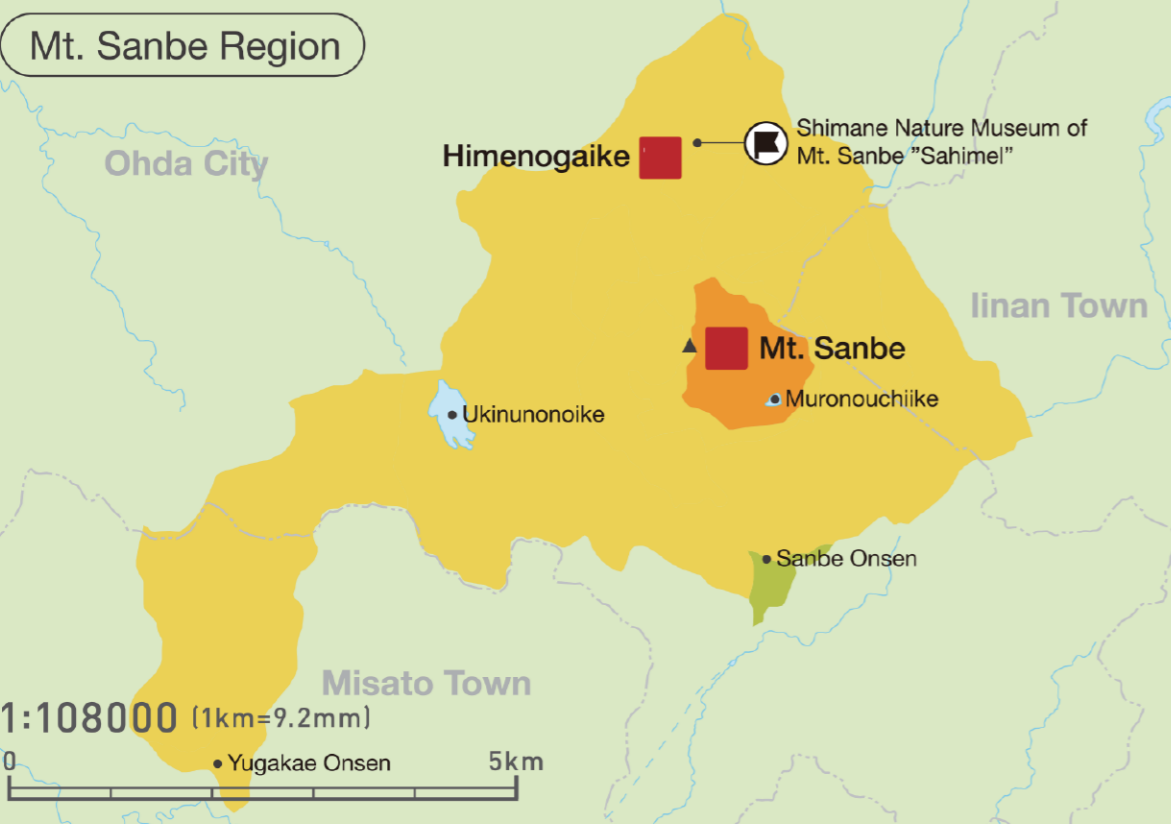 Mt. Sanbe Region
Shimane Nature Museum of
Mt. Sanbe "Sahimel"
Himenogaike
Ohda City
Iinan Town
Mt. Sanbe
Muronouchiike
Ukinunonoike
Sanbe Onsen
Misato Town
1:108000 (1km=9.2mm)
Yugakae Onsen
0 5km